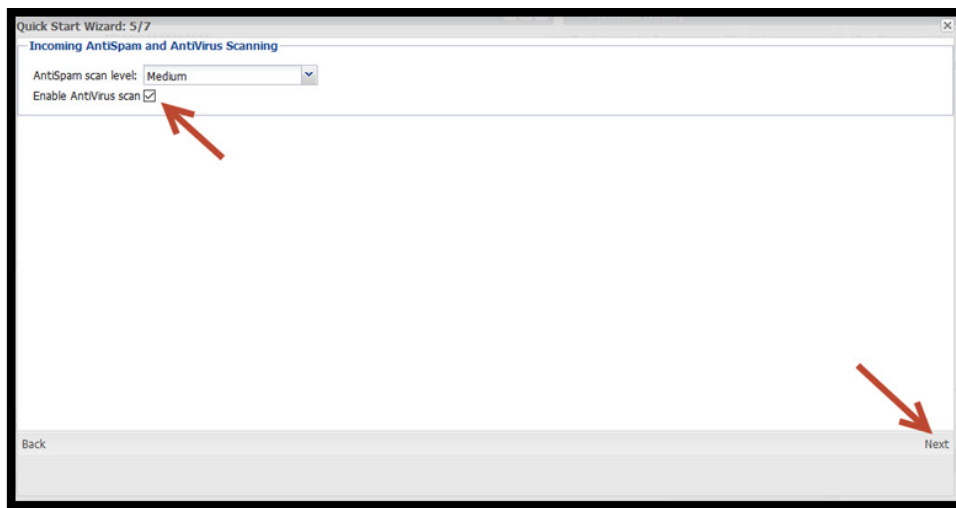 Quick Start Wizard: 5/7
Incoming AntiSpam and AntiVirus Scanning
AntiSpam scan level: Medium
Enable AntiVirus scan
Back
Next